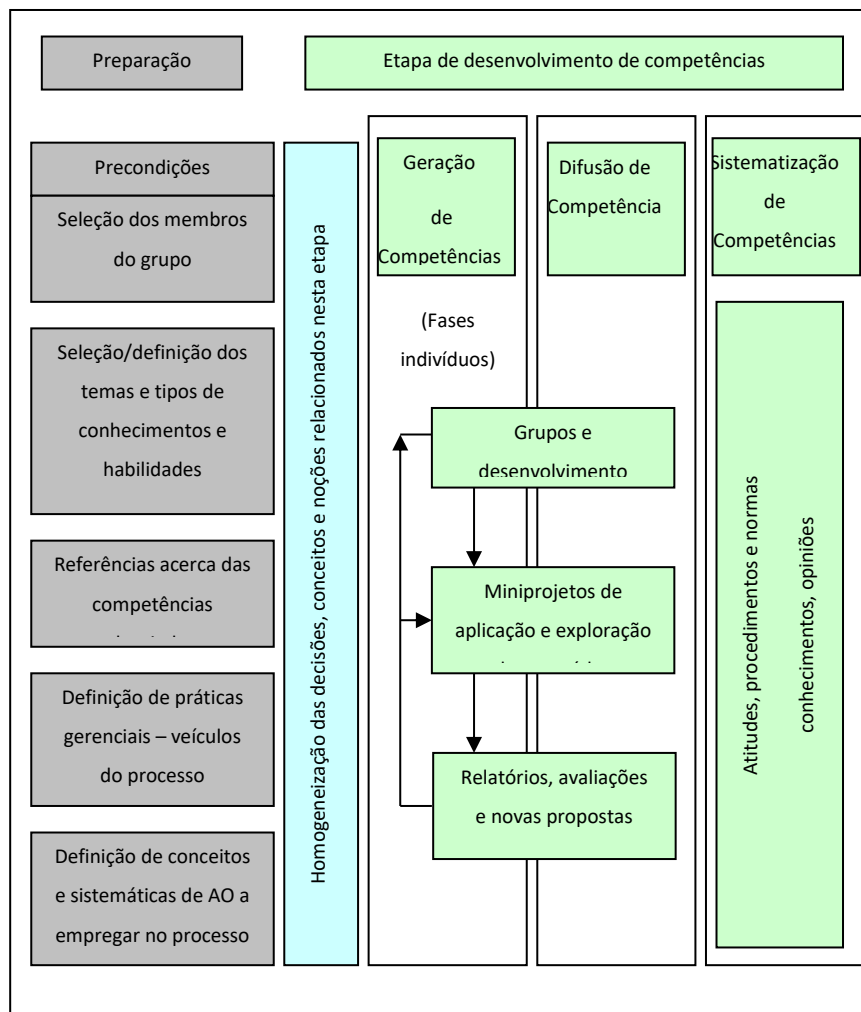 Preparação
Etapa de desenvolvimento de competências
Precondições
Seleção dos membros
do grupo
Seleção/definição dos
temas e tipos de
conhecimentos e
habilidades
Referências acerca das
competências
Definição de práticas
gerenciais – veículos
do processo
Definição de conceitos
e sistemáticas de AO a
empregar no processo
Homogeneização das decisões, conceitos e noções relacionados nesta etapa
Geração
de
Competências
(Fases
indivíduos)
Difusão de
Competência
Sistematização
de
Competências
Grupos e
desenvolvimento
Miniprojetos de
aplicação e exploração
Relatórios, avaliações
e novas propostas
Atitudes, procedimentos e normas
conhecimentos, opiniões